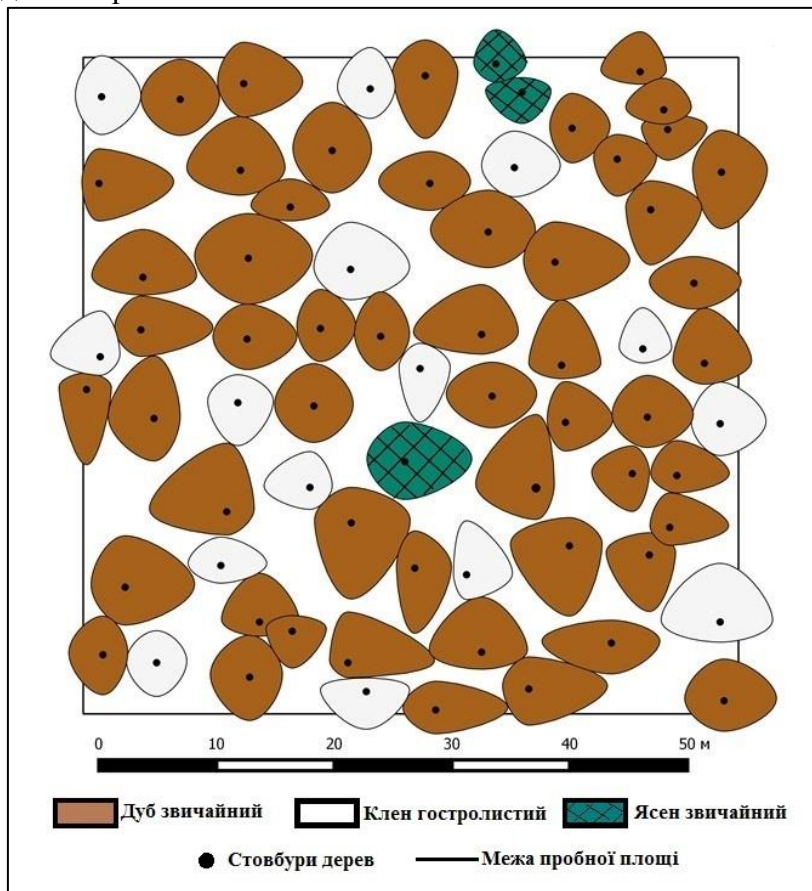 0 10 20 30 40 50 м
Дуб звичайний Клен гостролистий Ясен звичайний
Стовбури дерев Межа пробної площі